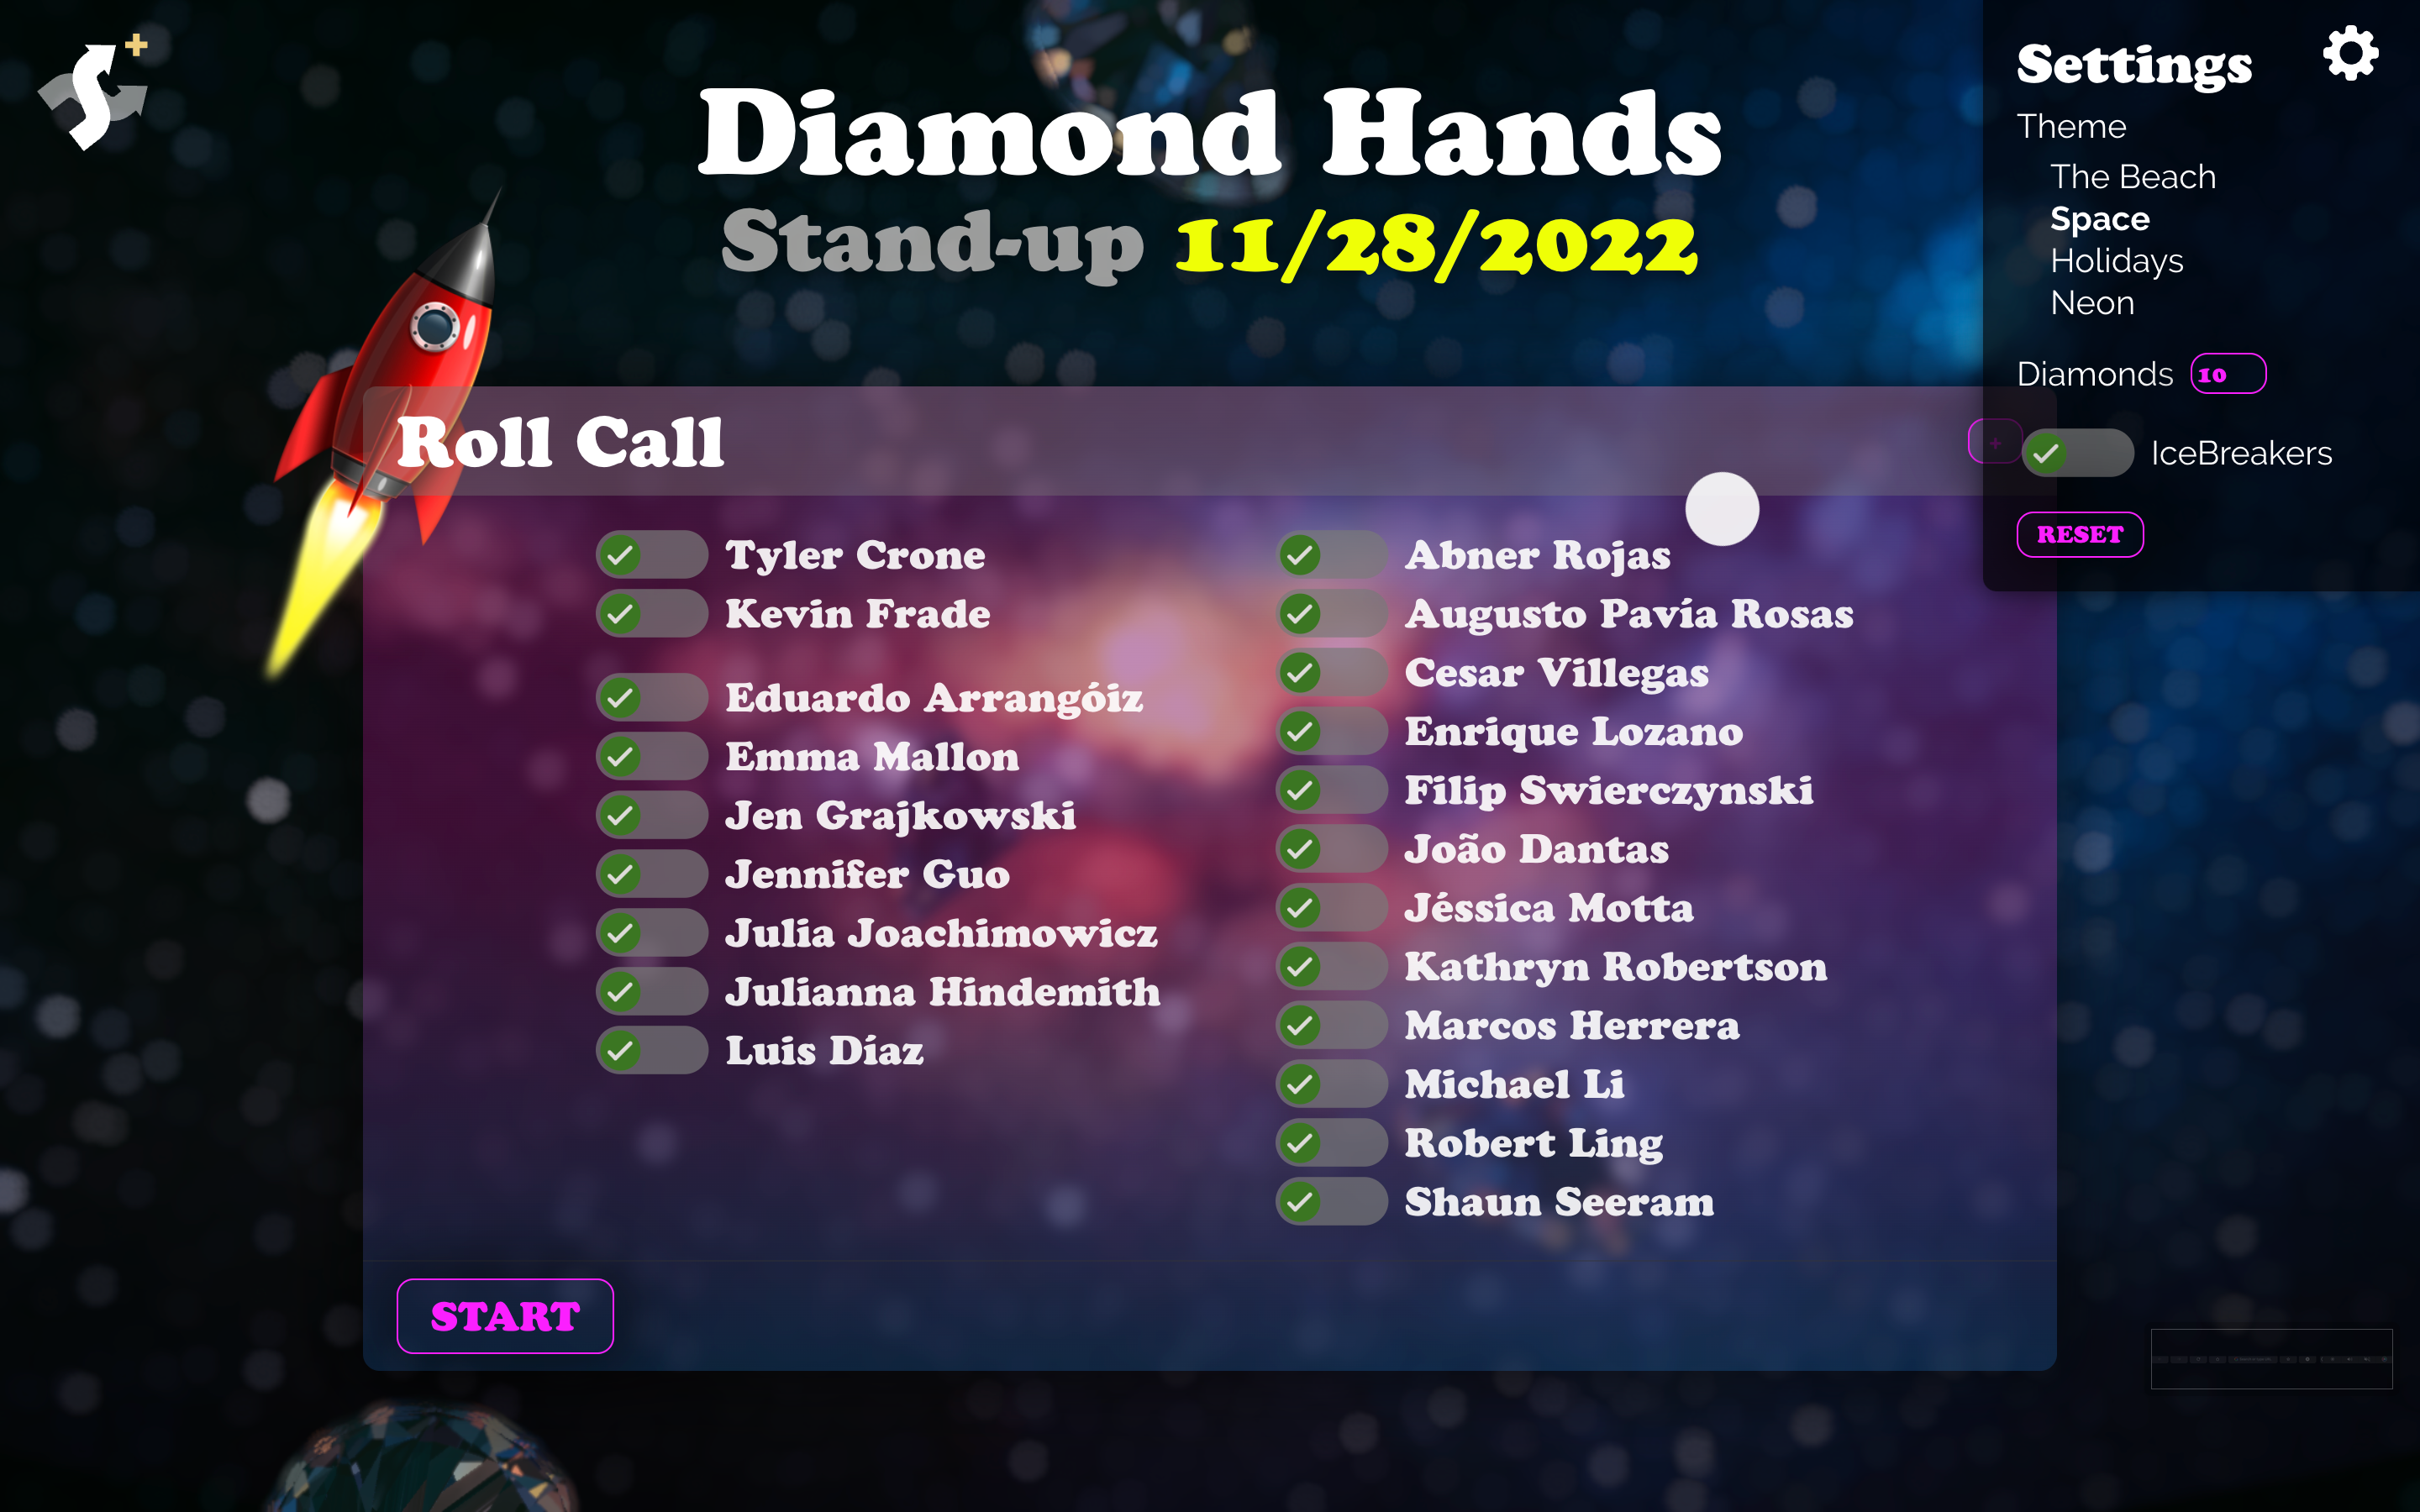 Diamond Hands
Stand-up 11/28/2022
Settings
Theme
The Beach
Space
Holidays
Neon
Diamonds 10
IceBreakers
RESET
Roll Call
+
Tyler Crone
Kevin Frade
Eduardo Arrangóiz
Emma Mallon
Jen Grajkowski
Jennifer Guo
Julia Joachimowicz
Julianna Hindemith
Luis Díaz
Abner Rojas
Augusto Pavía Rosas
Cesar Villegas
Enrique Lozano
Filip Swierczynski
João Dantas
Jéssica Motta
Kathryn Robertson
Marcos Herrera
Michael Li
Robert Ling
Shaun Seeram
START